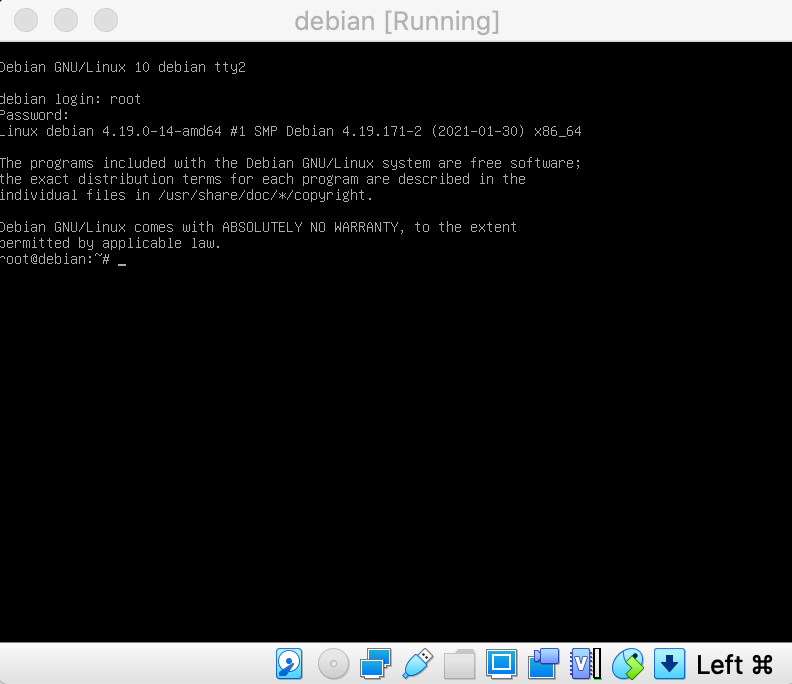 debian [Running]
Debian GNU/Linux 10 debian tty2
debian login: root
Password:
Linux debian 4.19.0-14-amd64 #1 SMP Debian 4.19.171-2 (2021-01-30) x86_64
The programs included with the Debian GNU/Linux system are free software;
the exact distribution terms for each program are described in the
individual files in /usr/share/doc/*/copyright.
Debian GNU/Linux comes with ABSOLUTELY NO WARRANTY, to the extent
permitted by applicable law.
root@debian:~# _
Left ⌘